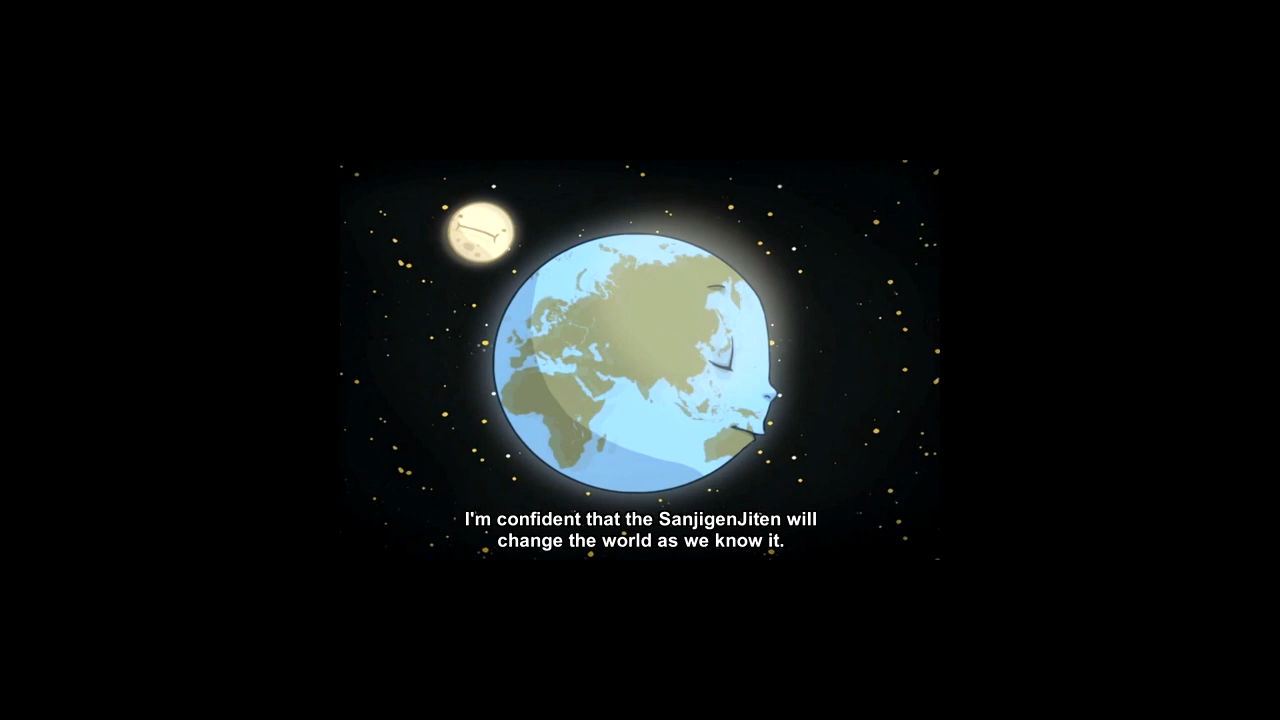 I'm confident that the SanjigenJiten will
change the world as we know it.